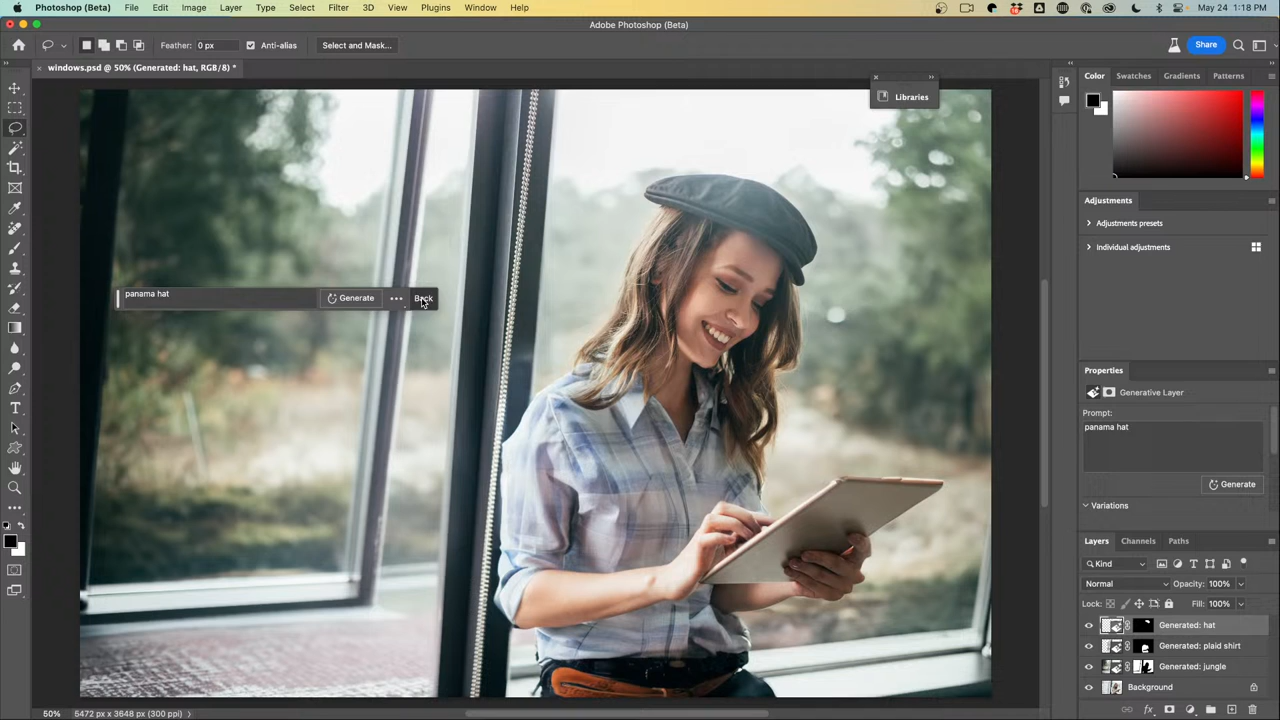 Photoshop (Beta) File Edit Image Layer Type Select Filter 3D View Plugins Window Help May 24 1:18 PM
Adobe Photoshop (Beta)
Feather: 0 px Anti-alias Select and Mask... Share
× windows.psd @ 50% (Generated: hat, RGB/8) *
Color Swatches Gradients Patterns
Libraries
Adjustments
Adjustments presets
Individual adjustments
panama hat
Generate ••• Back
Properties
Generative Layer
Prompt:
panama hat
Generate
Variations
Layers Channels Paths
Kind
Normal Opacity: 100%
Lock: Fill: 100%
Generated: hat
Generated: plaid shirt
Generated: jungle
Background
50% 5472 px x 3648 px (300 ppi)
fx